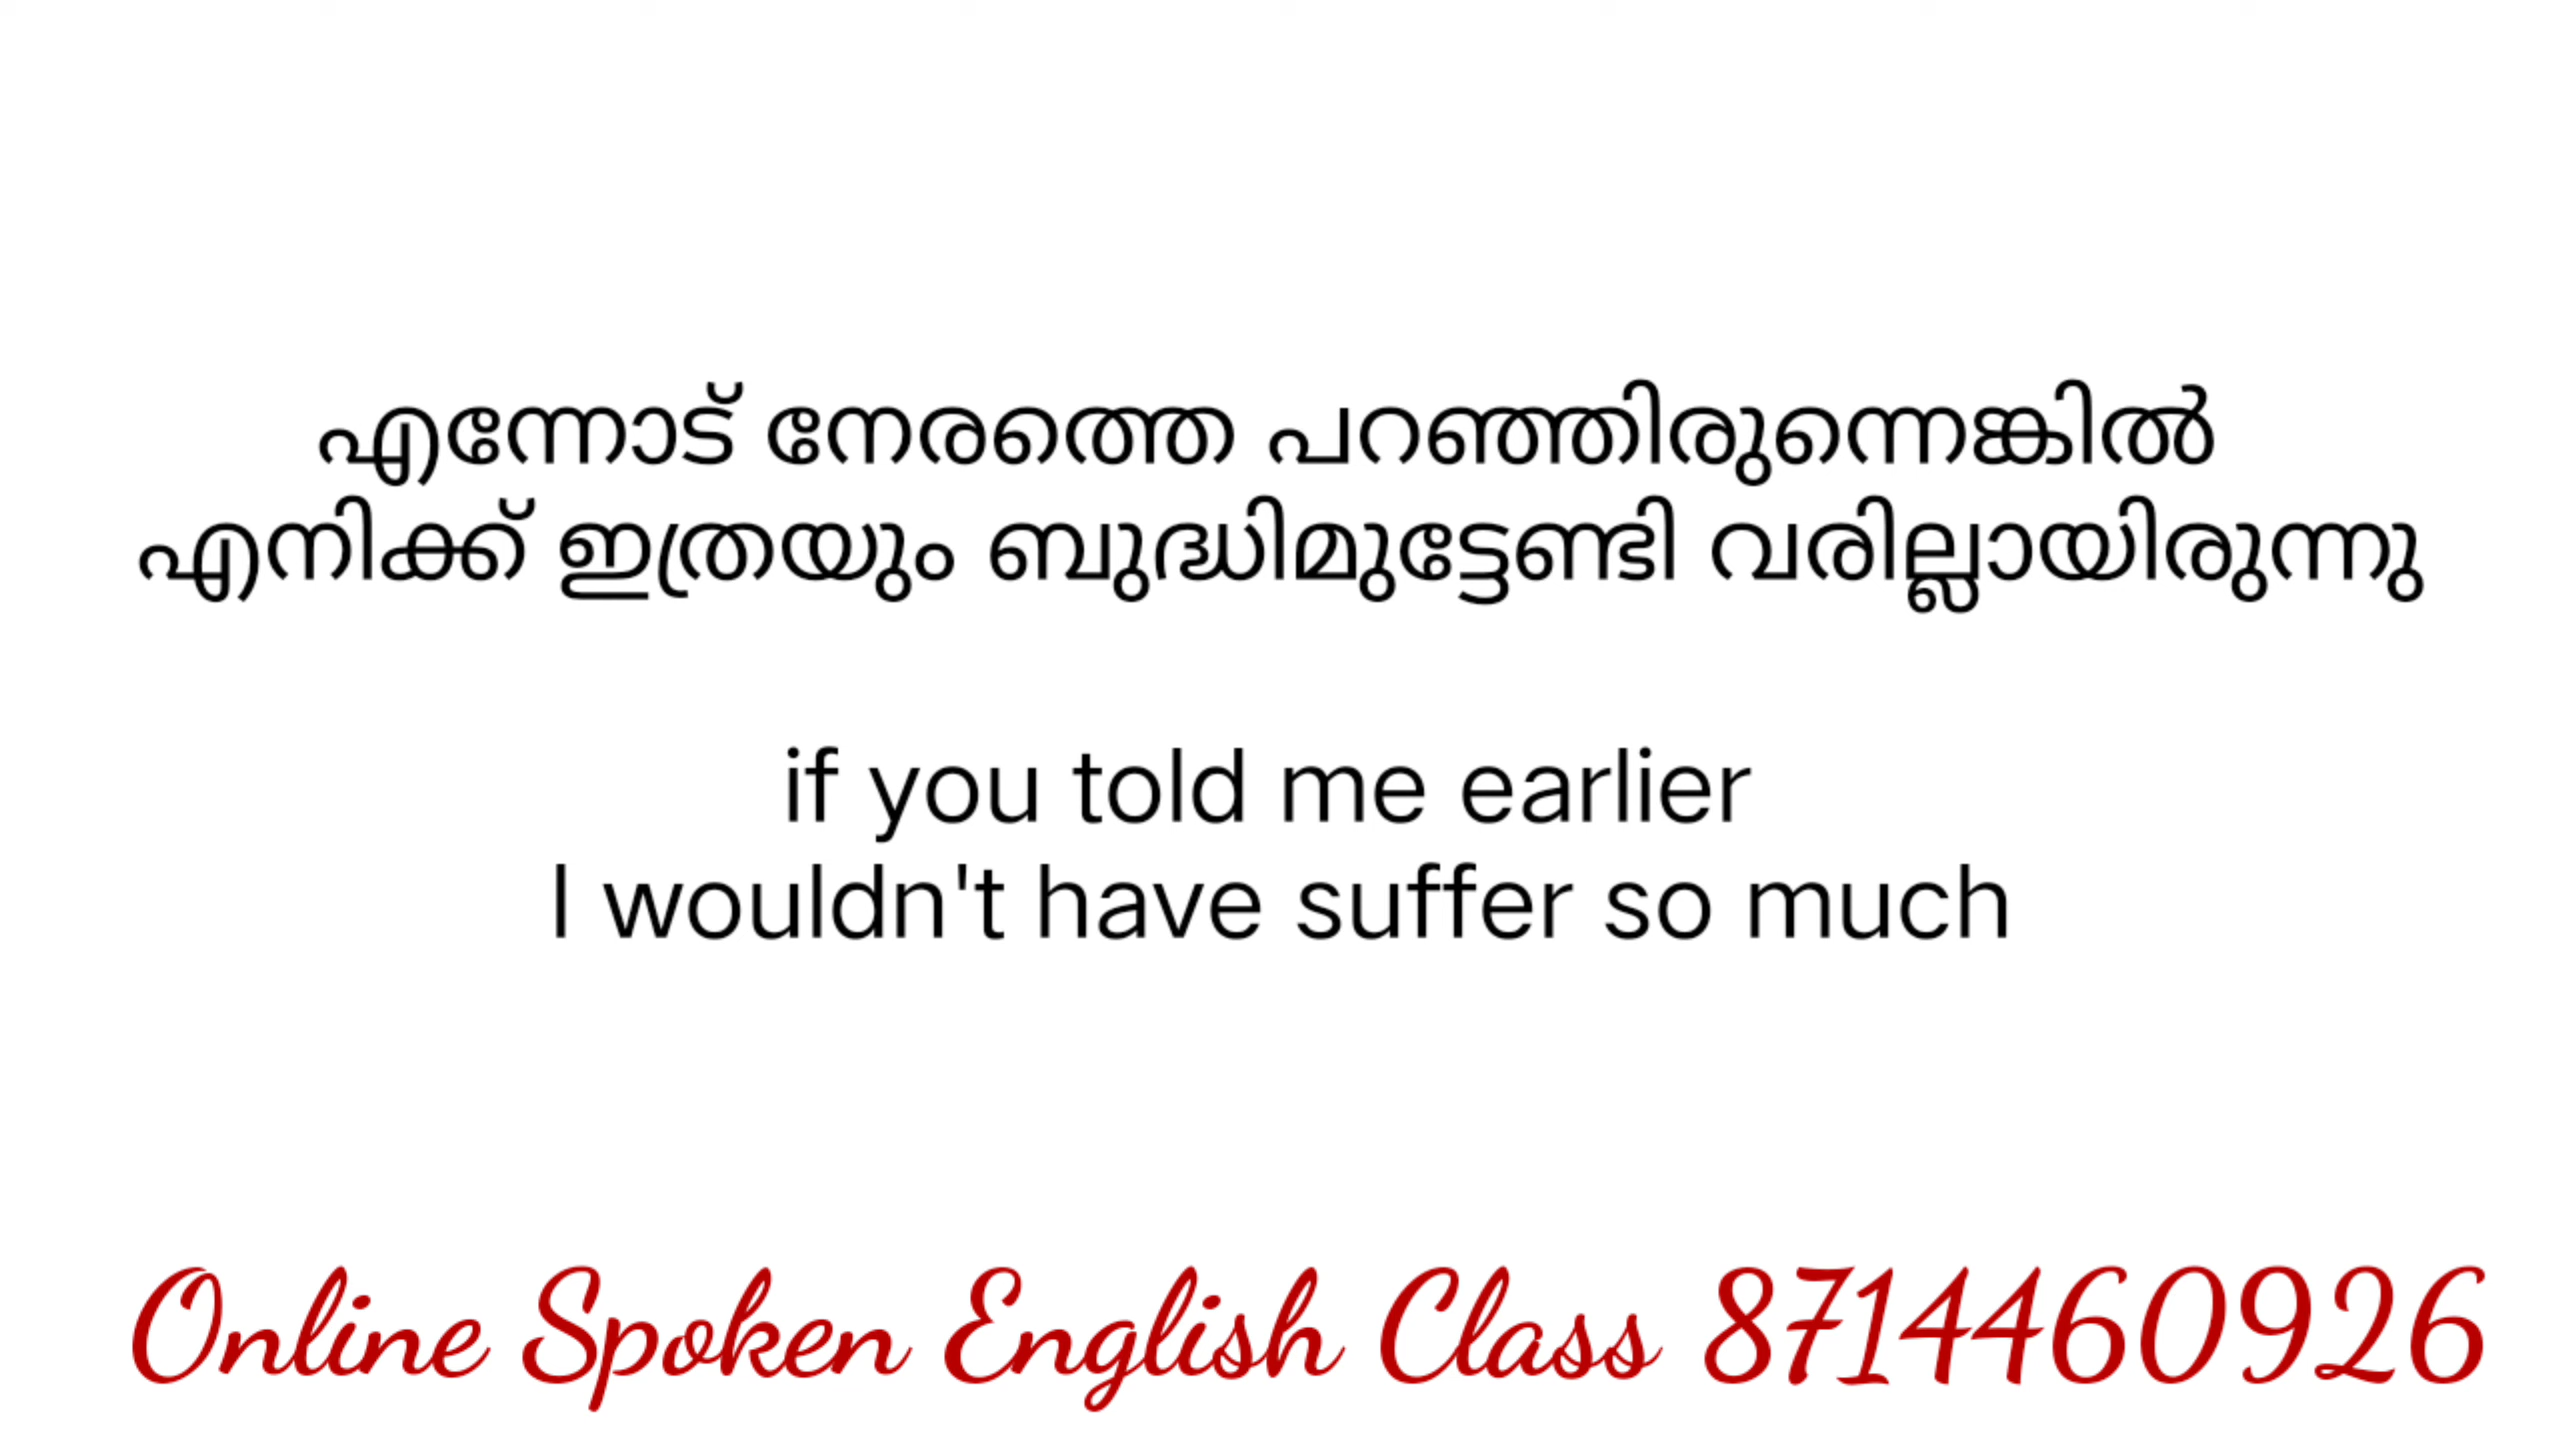 എന്നോട് നേരത്തെ പറഞ്ഞിരുന്നെങ്കിൽ
എനിക്ക് ഇത്രയും ബുദ്ധിമുട്ടേണ്ടി വരില്ലായിരുന്നു
if you told me earlier
I wouldn't have suffer so much
Online Spoken English Class 8714460926